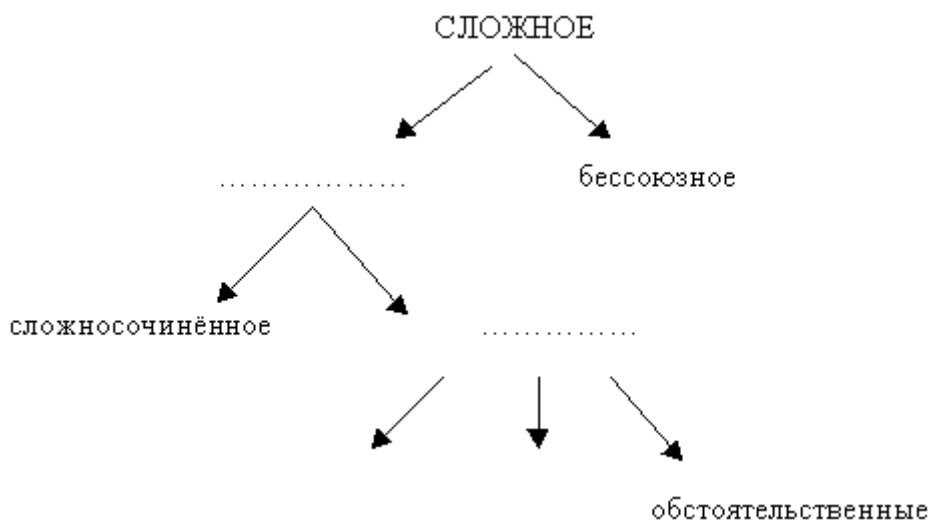 СЛОЖНОЕ
.................. бессоюзное
сложносочинённое ...............
обстоятельственные